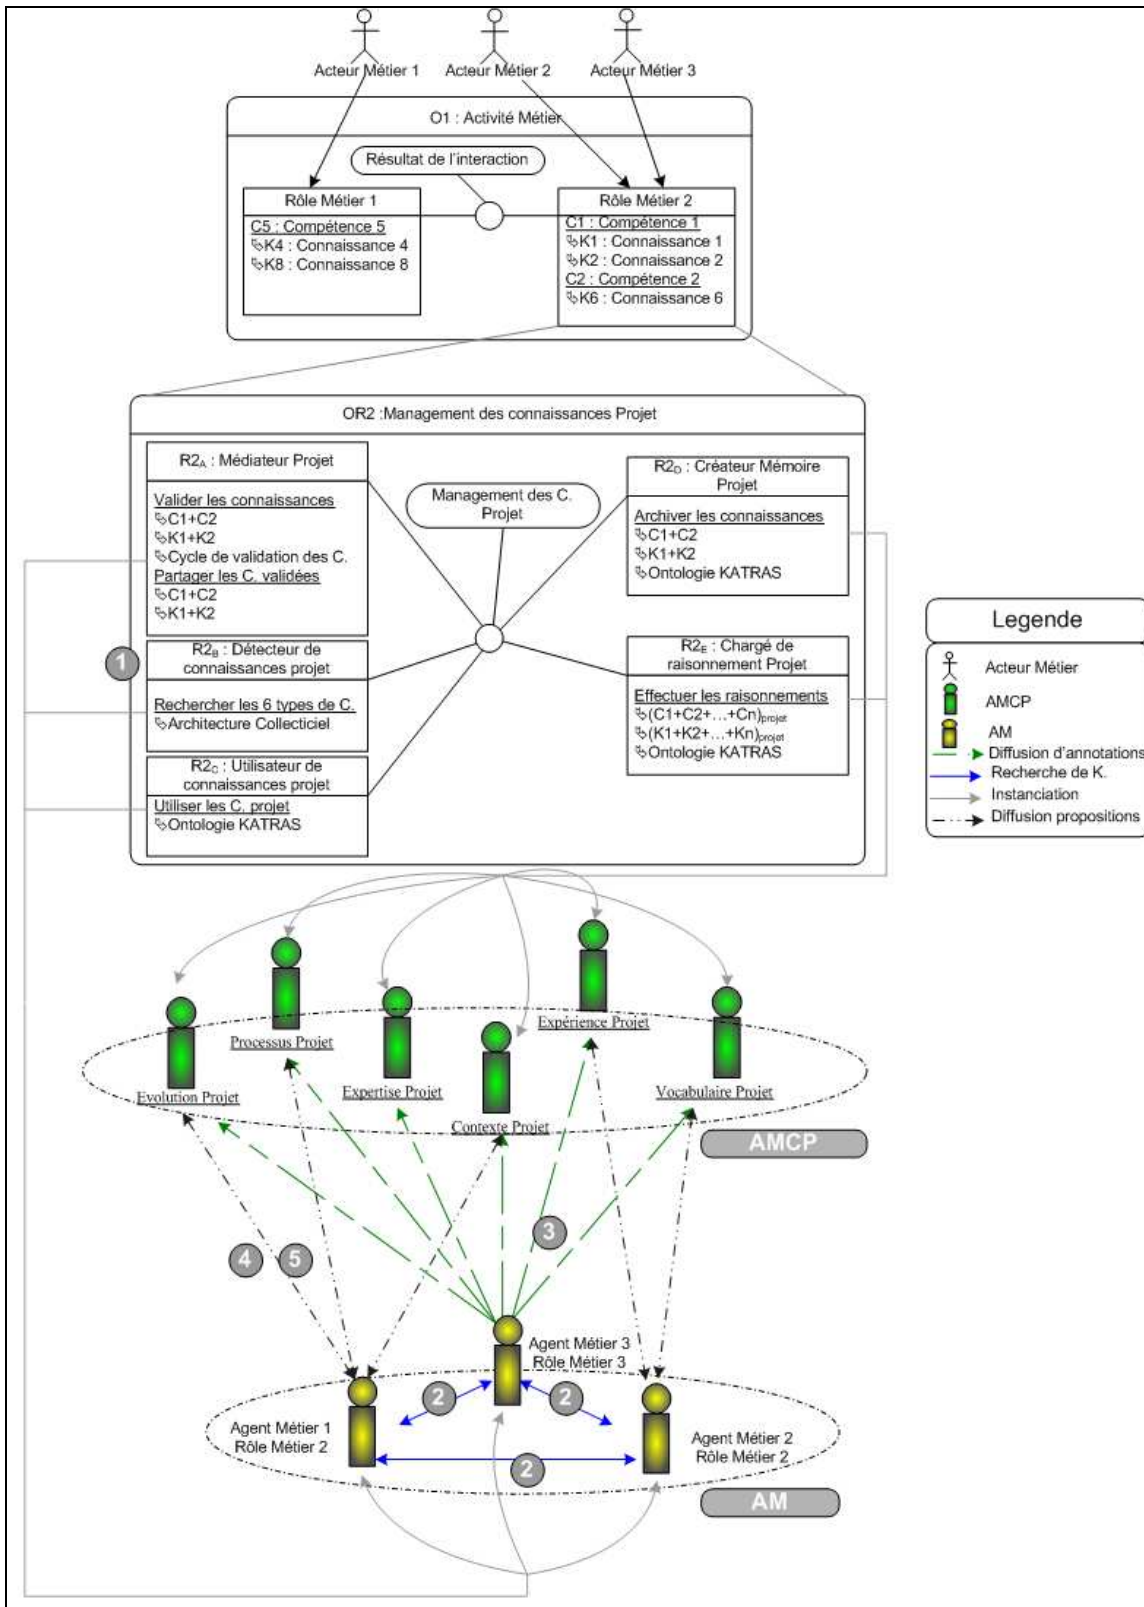 Acteur Métier 1
Acteur Métier 2
Acteur Métier 3
O1 : Activité Métier
Résultat de l'interaction
Rôle Métier 1
C5 : Compétence 5
K4 : Connaissance 4
K8 : Connaissance 8
Rôle Métier 2
C1 : Compétence 1
K1 : Connaissance 1
K2 : Connaissance 2
C2 : Compétence 2
K6 : Connaissance 6
OR2 :Management des connaissances Projet
R2A : Médiateur Projet
Valider les connaissances
C1+C2
K1+K2
Cycle de validation des C.
Partager les C. validées
C1+C2
K1+K2
Management des C.
Projet
R2D : Créateur Mémoire
Projet
Archiver les connaissances
C1+C2
K1+K2
Ontologie KATRAS
1
R2B : Détecteur de
connaissances projet
Rechercher les 6 types de C.
Architecture Collecticiel
R2E : Chargé de
raisonnement Projet
Effectuer les raisonnements
(C1+C2+…+Cn)projet
(K1+K2+…+Kn)projet
Ontologie KATRAS
R2C : Utilisateur de
connaissances projet
Utiliser les C. projet
Ontologie KATRAS
Legende
Acteur Métier
AMCP
AM
Diffusion d'annotations
Recherche de K.
Instanciation
Diffusion propositions
Evolution Projet
Processus Projet
Expertise Projet
Contexte Projet
Expérience Projet
Vocabulaire Projet
AMCP
3
4
5
Agent Métier 3
Rôle Métier 3
2
2
Agent Métier 1
Rôle Métier 2
Agent Métier 2
Rôle Métier 2
2
AM